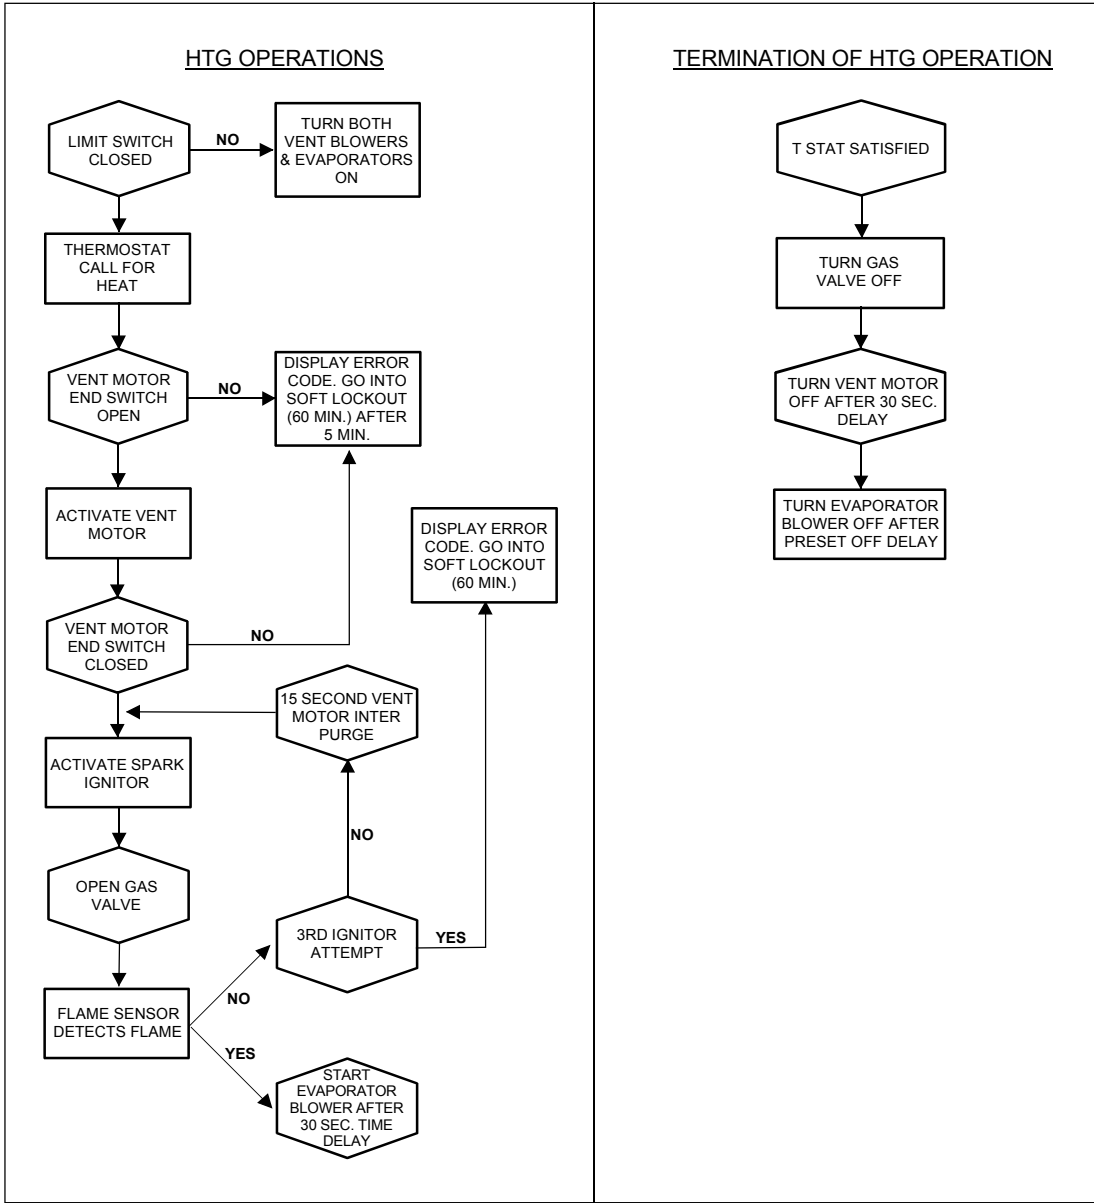 HTG OPERATIONS
LIMIT SWITCH
CLOSED
NO
TURN BOTH
VENT BLOWERS
& EVAPORATORS
ON
THERMOSTAT
CALL FOR
HEAT
VENT MOTOR
END SWITCH
OPEN
NO
DISPLAY ERROR
CODE. GO INTO
SOFT LOCKOUT
(60 MIN.) AFTER
5 MIN.
ACTIVATE VENT
MOTOR
DISPLAY ERROR
CODE. GO INTO
SOFT LOCKOUT
(60 MIN.)
VENT MOTOR
END SWITCH
CLOSED
NO
15 SECOND VENT
MOTOR INTER
PURGE
ACTIVATE SPARK
IGNITOR
NO
OPEN GAS
VALVE
3RD IGNITOR
ATTEMPT
YES
FLAME SENSOR
DETECTS FLAME
NO
YES
START
EVAPORATOR
BLOWER AFTER
30 SEC. TIME
DELAY
TERMINATION OF HTG OPERATION
T STAT SATISFIED
TURN GAS
VALVE OFF
TURN VENT MOTOR
OFF AFTER 30 SEC.
DELAY
TURN EVAPORATOR
BLOWER OFF AFTER
PRESET OFF DELAY